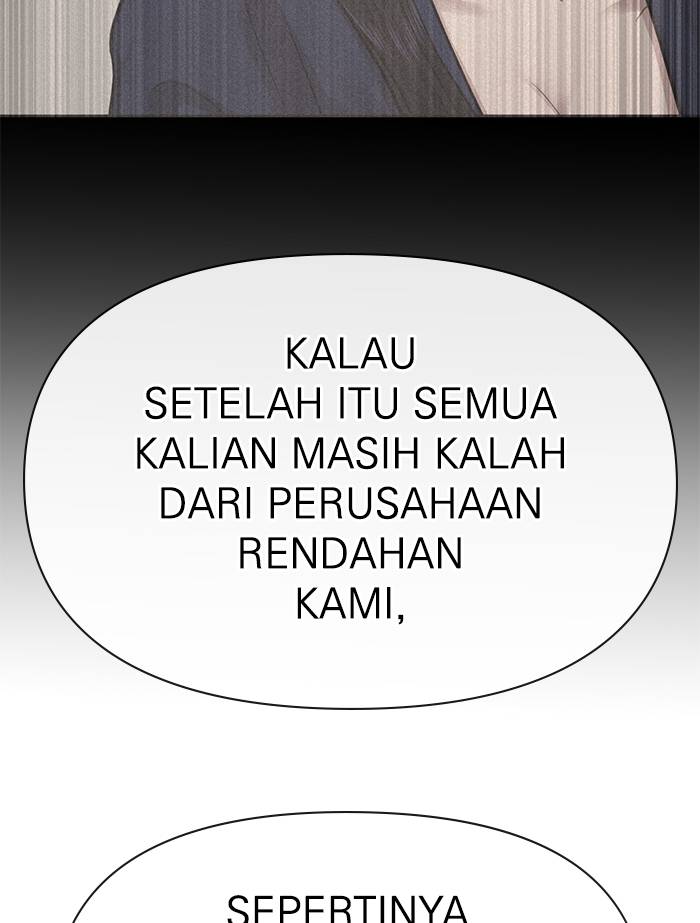 KALAU
SETELAH ITU SEMUA
KALIAN MASIH KALAH
DARI PERUSAHAAN
RENDAHAN
KAMI,
SEPERTINYA